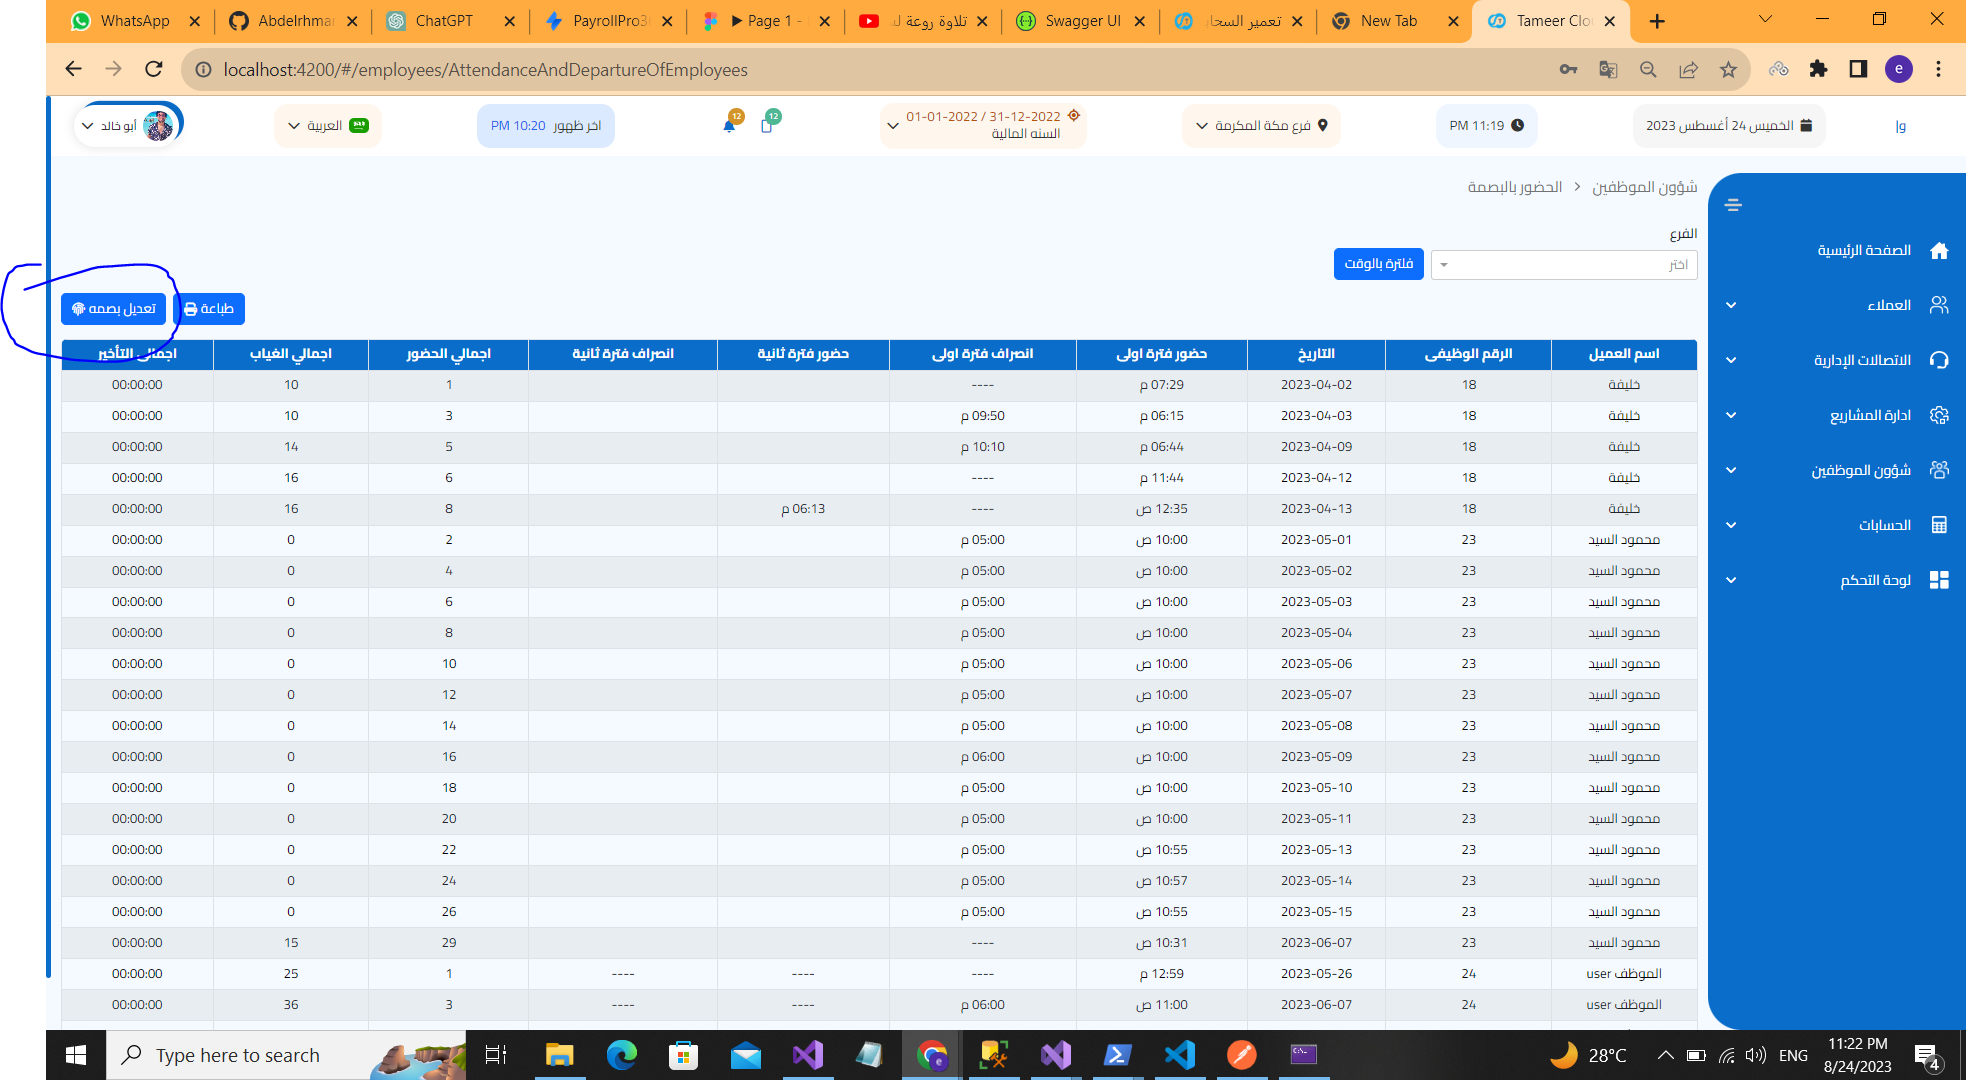 WhatsApp
Abdelrhmar
ChatGPT
PayrollPro3
Page 1 -
تلاوة روعة لـ
Swagger UI
تعمير السحا
New Tab
Tameer Clo
localhost:4200/#/employees/AttendanceAndDepartureOfEmployees
e
وا
الخميس 24 أغسطس 2023
11:19 PM
فرع مكة المكرمة
01-01-2022 / 31-12-2022
السنه المالية
12
12
اخر ظهور 10:20 PM
العربية
أبو خالد
شؤون الموظفين > الحضور بالبصمة
الفرع
اختر
فلترة بالوقت
طباعة
تعديل بصمه
الصفحة الرئيسية
العملاء
الاتصالات الإدارية
ادارة المشاريع
شؤون الموظفين
الحسابات
لوحة التحكم
اسم العميل الرقم الوظيفى التاريخ حضور فترة اولى انصراف فترة اولى حضور فترة ثانية انصراف فترة ثانية اجمالي الحضور اجمالي الغياب اجمالي التأخير
خليفة 18 2023-04-02 07:29 م ---- 1 10 00:00:00
خليفة 18 2023-04-03 06:15 م 09:50 م 3 10 00:00:00
خليفة 18 2023-04-09 06:44 م 10:10 م 5 14 00:00:00
خليفة 18 2023-04-12 11:44 م ---- 6 16 00:00:00
خليفة 18 2023-04-13 12:35 ص ---- 06:13 م 8 16 00:00:00
محمود السيد 23 2023-05-01 10:00 ص 05:00 م 2 0 00:00:00
محمود السيد 23 2023-05-02 10:00 ص 05:00 م 4 0 00:00:00
محمود السيد 23 2023-05-03 10:00 ص 05:00 م 6 0 00:00:00
محمود السيد 23 2023-05-04 10:00 ص 05:00 م 8 0 00:00:00
محمود السيد 23 2023-05-06 10:00 ص 05:00 م 10 0 00:00:00
محمود السيد 23 2023-05-07 10:00 ص 05:00 م 12 0 00:00:00
محمود السيد 23 2023-05-08 10:00 ص 05:00 م 14 0 00:00:00
محمود السيد 23 2023-05-09 10:00 ص 06:00 م 16 0 00:00:00
محمود السيد 23 2023-05-10 10:00 ص 05:00 م 18 0 00:00:00
محمود السيد 23 2023-05-11 10:00 ص 05:00 م 20 0 00:00:00
محمود السيد 23 2023-05-13 10:55 ص 05:00 م 22 0 00:00:00
محمود السيد 23 2023-05-14 10:57 ص 05:00 م 24 0 00:00:00
محمود السيد 23 2023-05-15 10:55 ص 05:00 م 26 0 00:00:00
محمود السيد 23 2023-06-07 10:31 ص ---- 29 15 00:00:00
الموظف user 24 2023-05-26 12:59 م ---- ---- ---- 1 25 00:00:00
الموظف user 24 2023-06-07 11:00 ص 06:00 م ---- ---- 3 36 00:00:00
Type here to search
28°C
ENG
11:22 PM
8/24/2023
4